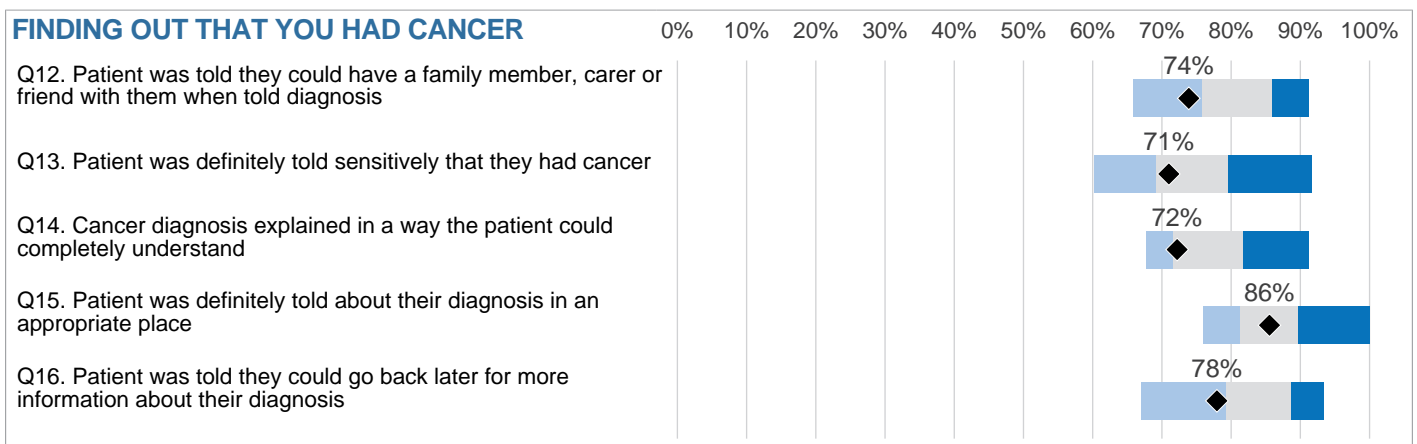 FINDING OUT THAT YOU HAD CANCER
0% 10% 20% 30% 40% 50% 60% 70% 80% 90% 100%
Q12. Patient was told they could have a family member, carer or
friend with them when told diagnosis
74%
Q13. Patient was definitely told sensitively that they had cancer
71%
Q14. Cancer diagnosis explained in a way the patient could
completely understand
72%
Q15. Patient was definitely told about their diagnosis in an
appropriate place
86%
Q16. Patient was told they could go back later for more
information about their diagnosis
78%